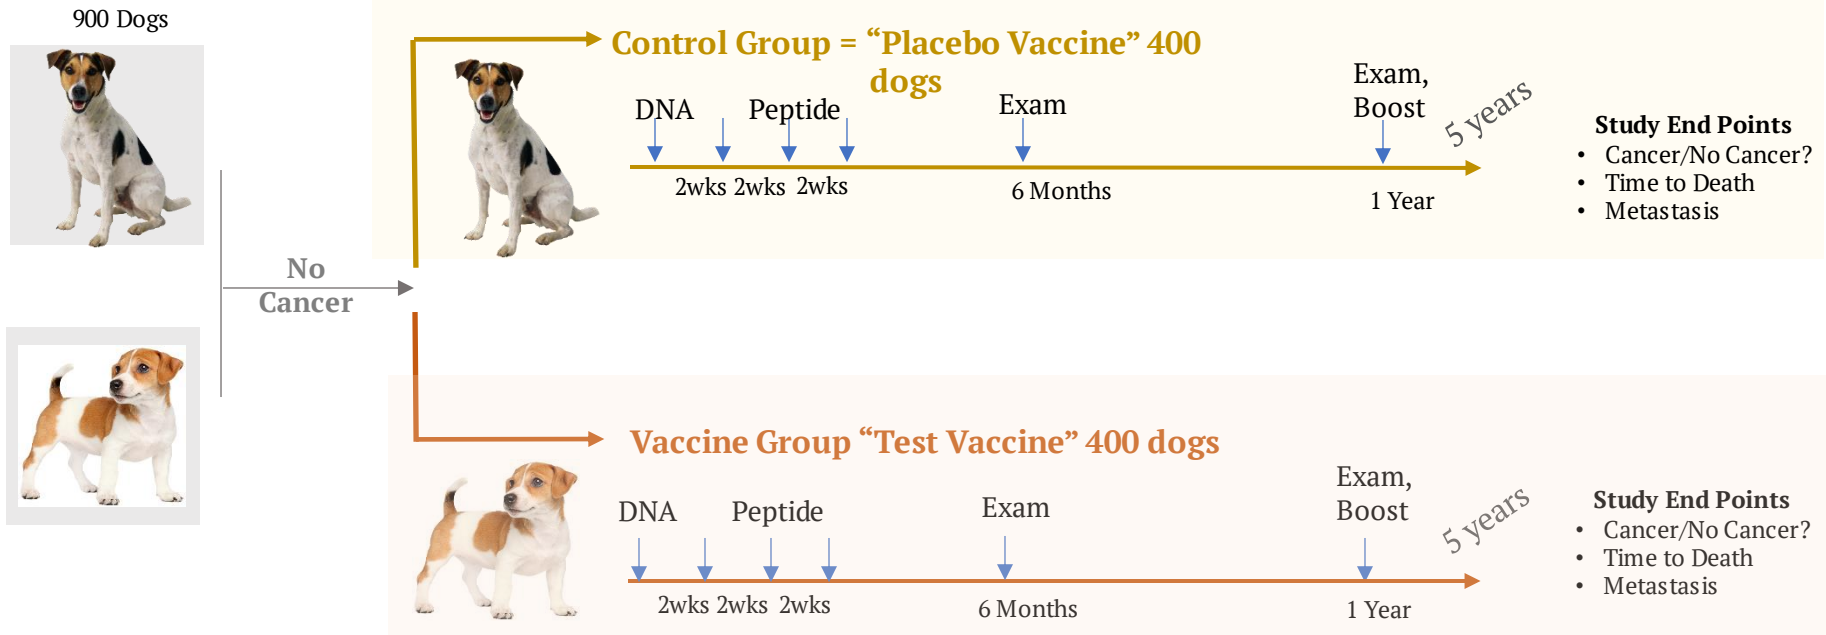 900 Dogs
No
Cancer
Control Group = “Placebo Vaccine” 400
dogs
DNA
Peptide
Exam
Exam,
Boost
5 years
2wks 2wks 2wks
6 Months
1 Year
Study End Points
• Cancer/No Cancer?
• Time to Death
• Metastasis
Vaccine Group “Test Vaccine” 400 dogs
DNA
Peptide
Exam
Exam,
Boost
5 years
2wks 2wks 2wks
6 Months
1 Year
Study End Points
• Cancer/No Cancer?
• Time to Death
• Metastasis